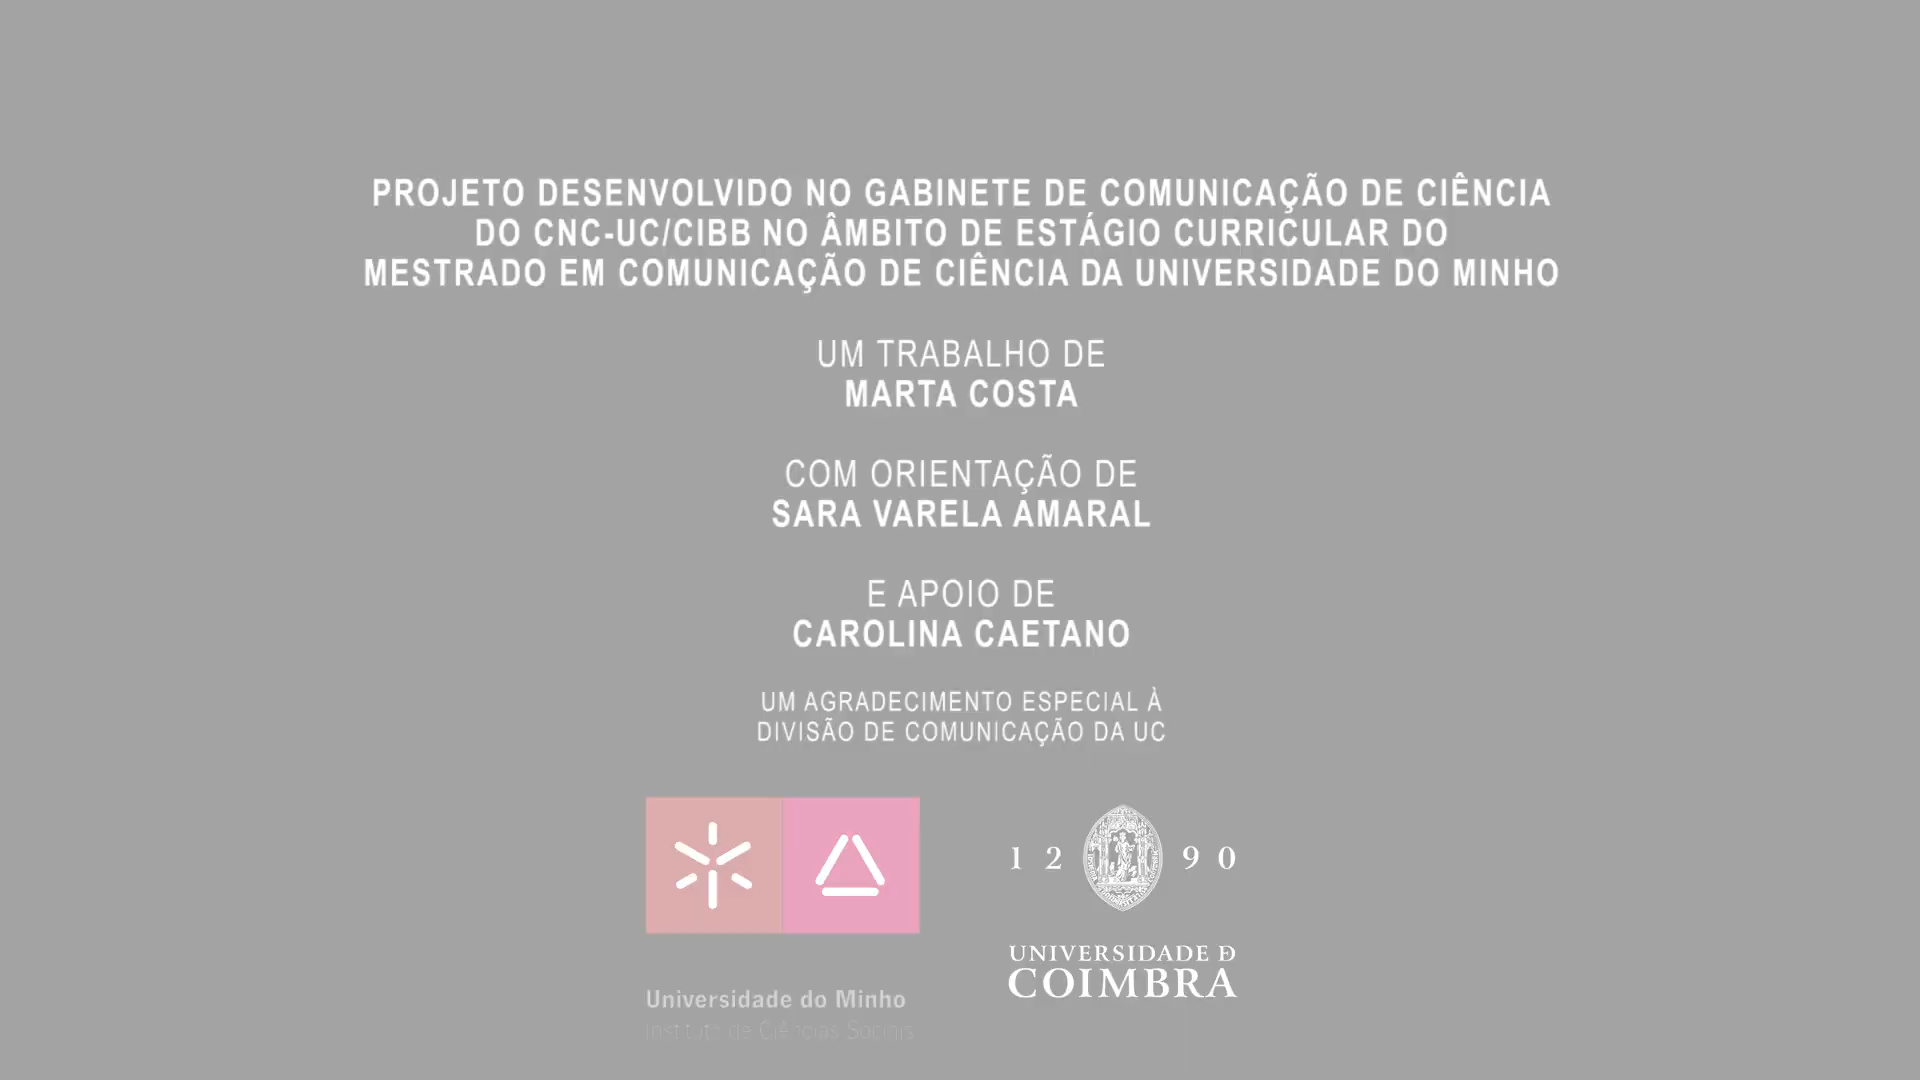 PROJETO DESENVOLVIDO NO GABINETE DE COMUNICAÇÃO DE CIÊNCIA
DO CNC-UC/CIBB NO ÂMBITO DE ESTÁGIO CURRICULAR DO
MESTRADO EM COMUNICAÇÃO DE CIÊNCIA DA UNIVERSIDADE DO MINHO
UM TRABALHO DE
MARTA COSTA
COM ORIENTAÇÃO DE
SARA VARELA AMARAL
E APOIO DE
CAROLINA CAETANO
UM AGRADECIMENTO ESPECIAL À
DIVISÃO DE COMUNICAÇÃO DA UC
1 2 9 0
UNIVERSIDADE Ð
COIMBRA
Universidade do Minho
Instituto de Ciências Sociais